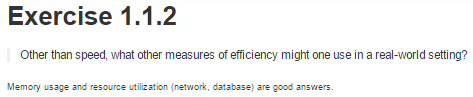 Exercise 1.1.2
Other than speed, what other measures of efficiency might one use in a real-world setting?
Memory usage and resource utilization (network, database) are good answers.